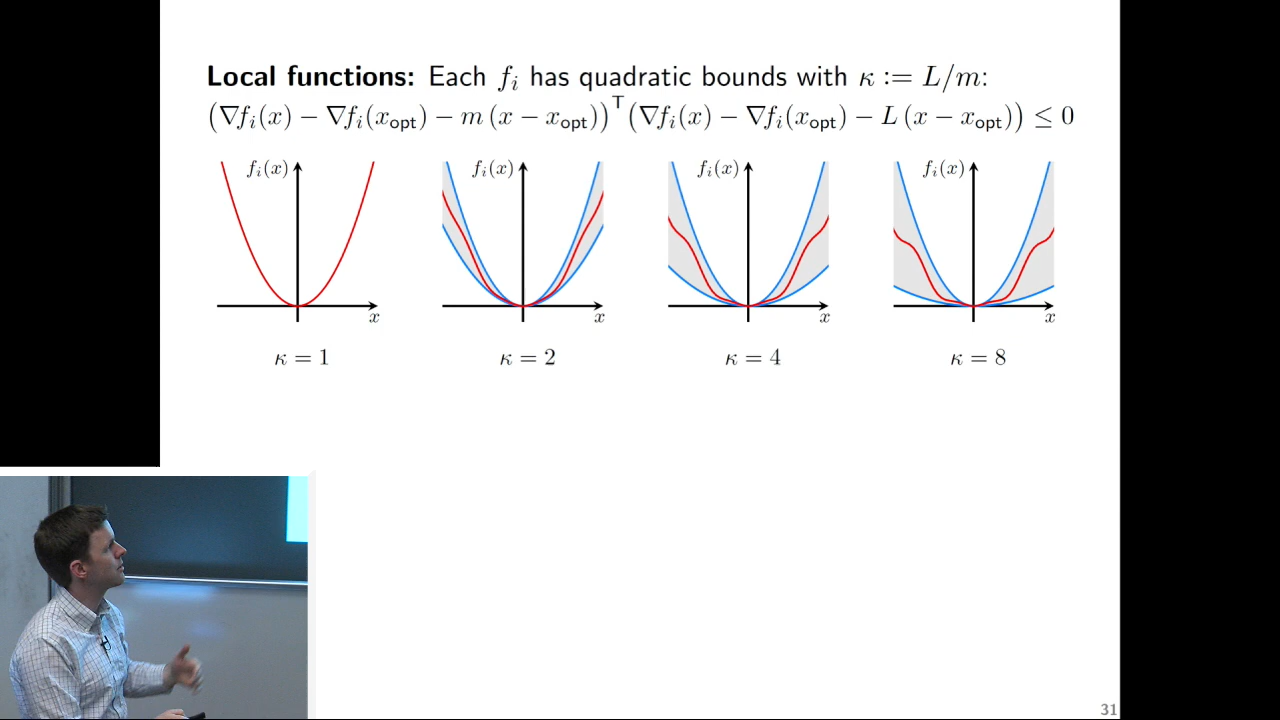 Local functions: Each fᵢ has quadratic bounds with κ := L/m:
(∇fᵢ(x) − ∇fᵢ(x_opt) − m (x − x_opt))ᵀ(∇fᵢ(x) − ∇fᵢ(x_opt) − L (x − x_opt)) ≤ 0
fᵢ(x) fᵢ(x) fᵢ(x) fᵢ(x)
x x x x
κ = 1 κ = 2 κ = 4 κ = 8
31